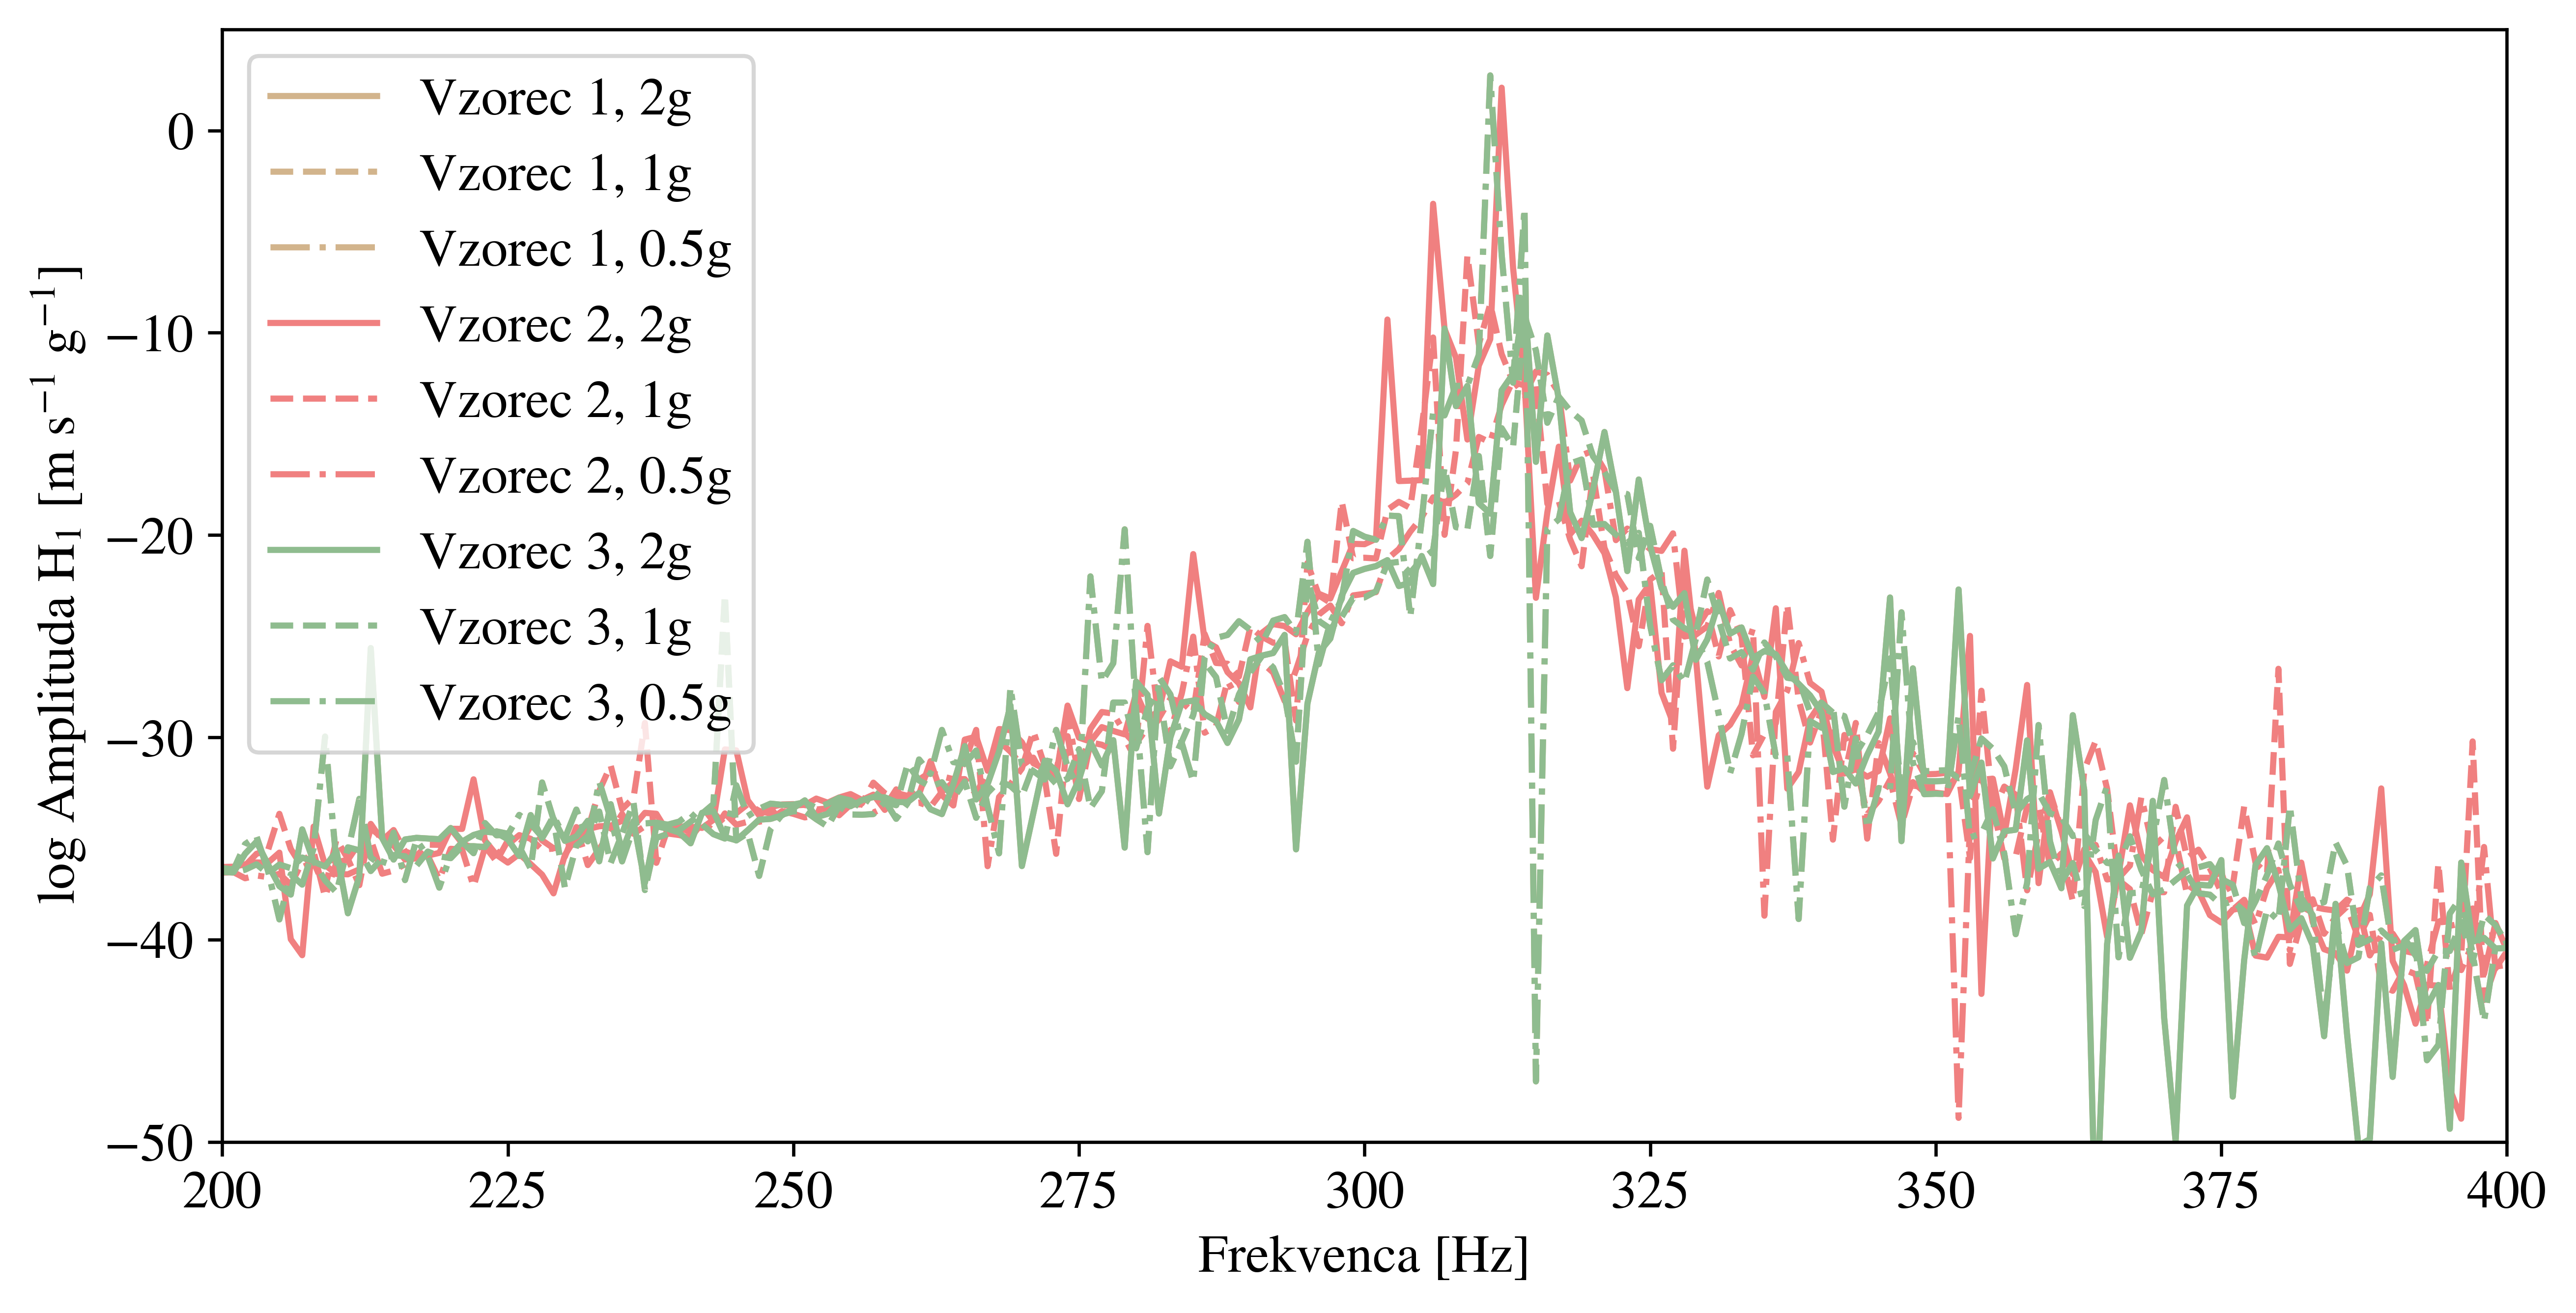 Vzorec 1, 2g
Vzorec 1, 1g
Vzorec 1, 0.5g
Vzorec 2, 2g
Vzorec 2, 1g
Vzorec 2, 0.5g
Vzorec 3, 2g
Vzorec 3, 1g
Vzorec 3, 0.5g
log Amplituda H₁ [m s⁻¹ g⁻¹]
0
−10
−20
−30
−40
−50
200 225 250 275 300 325 350 375 400
Frekvenca [Hz]